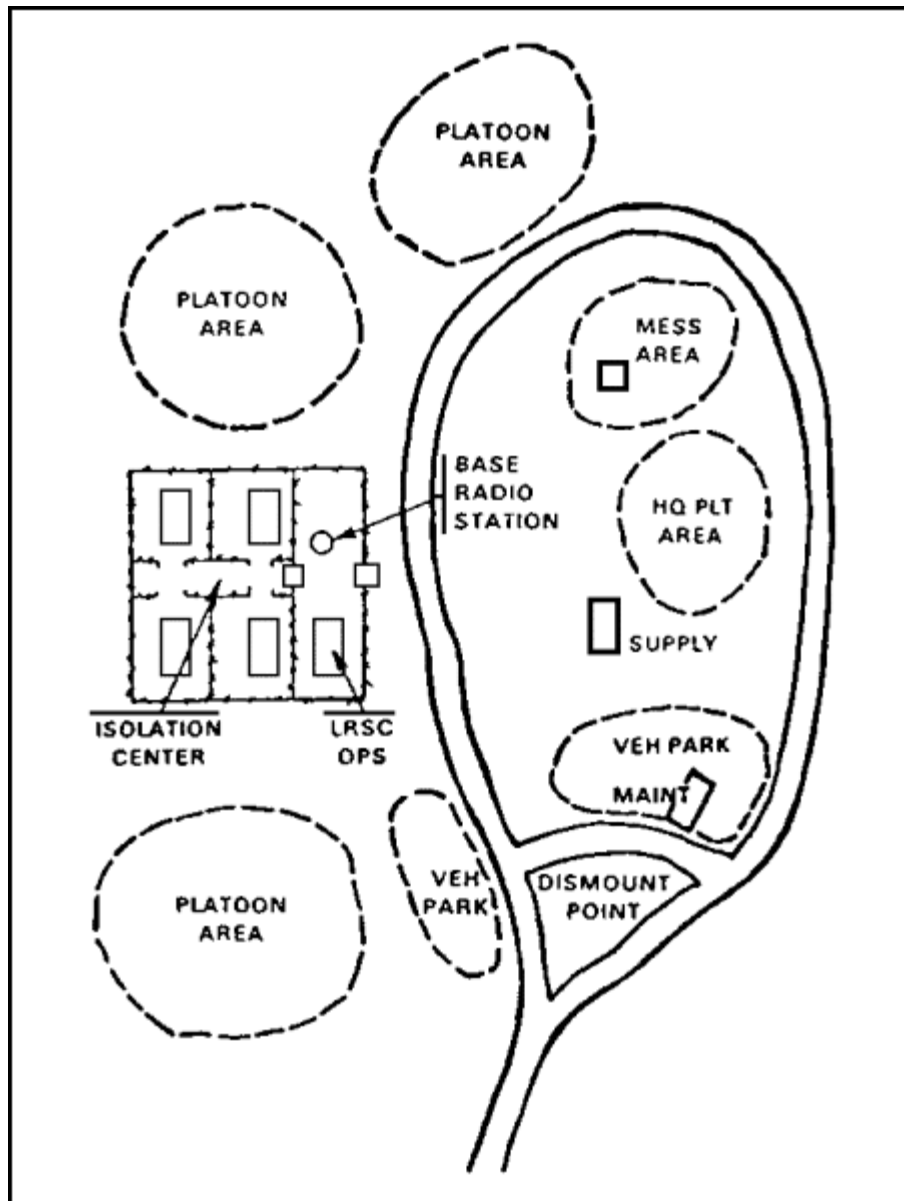 PLATOON
AREA
PLATOON
AREA
MESS
AREA
BASE
RADIO
STATION
HQ PLT
AREA
SUPPLY
ISOLATION
CENTER
LRSC
OPS
VEH PARK
MAINT
VEH
PARK
DISMOUNT
POINT
PLATOON
AREA